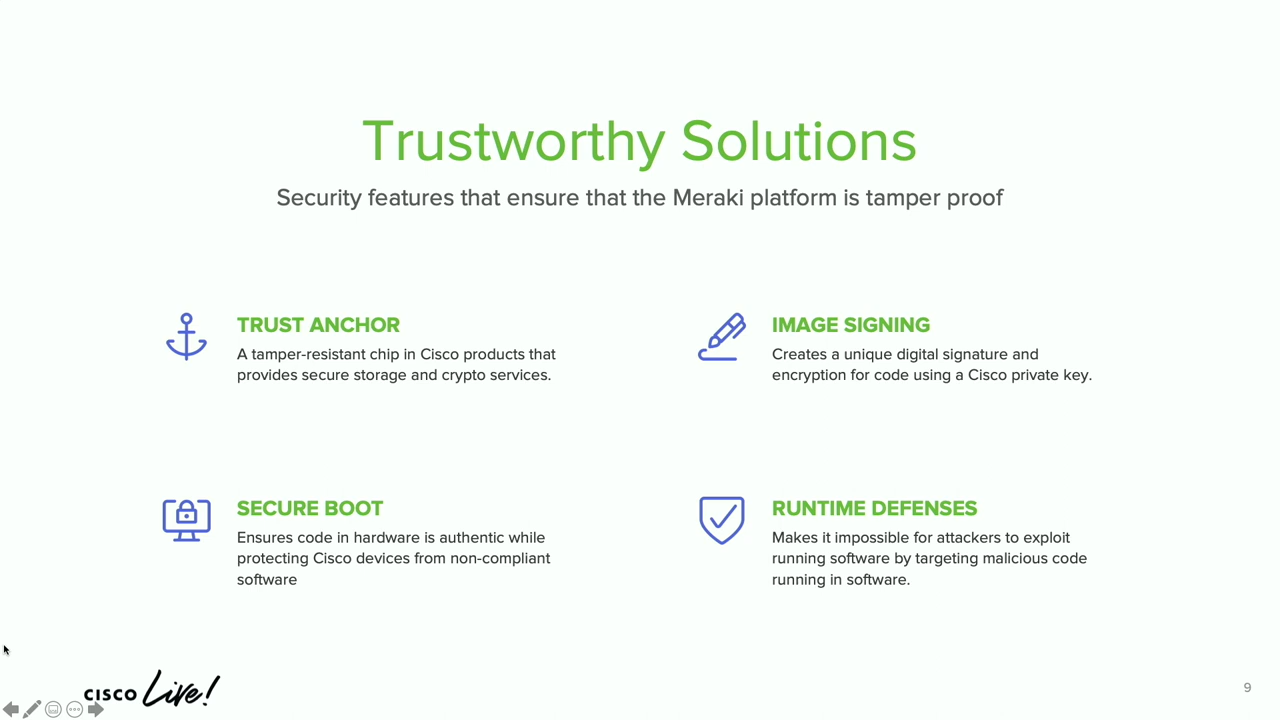 Trustworthy Solutions
Security features that ensure that the Meraki platform is tamper proof
TRUST ANCHOR
A tamper-resistant chip in Cisco products that
provides secure storage and crypto services.
IMAGE SIGNING
Creates a unique digital signature and
encryption for code using a Cisco private key.
SECURE BOOT
Ensures code in hardware is authentic while
protecting Cisco devices from non-compliant
software
RUNTIME DEFENSES
Makes it impossible for attackers to exploit
running software by targeting malicious code
running in software.
CISCO Live!
9